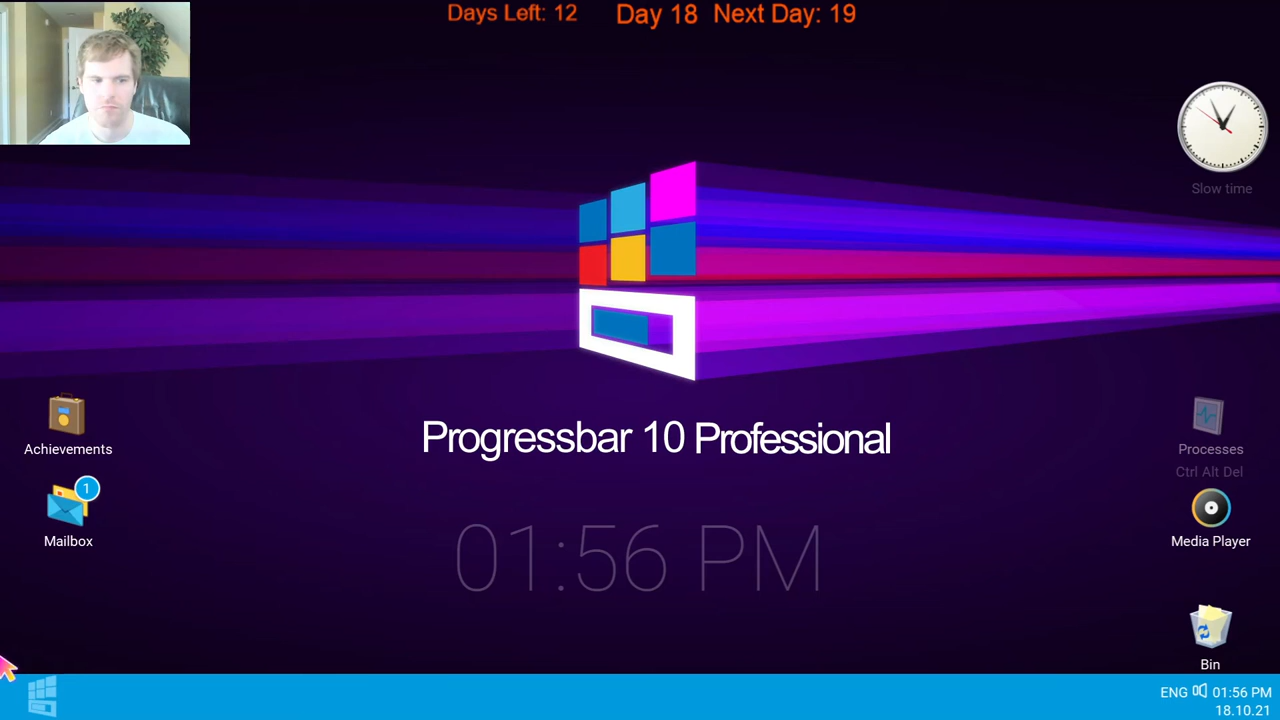 Days Left: 12 Day 18 Next Day: 19
Slow time
Progressbar 10 Professional
Achievements
1
Mailbox
Processes
Ctrl Alt Del
Media Player
01:56 PM
Bin
ENG 01:56 PM
18.10.21